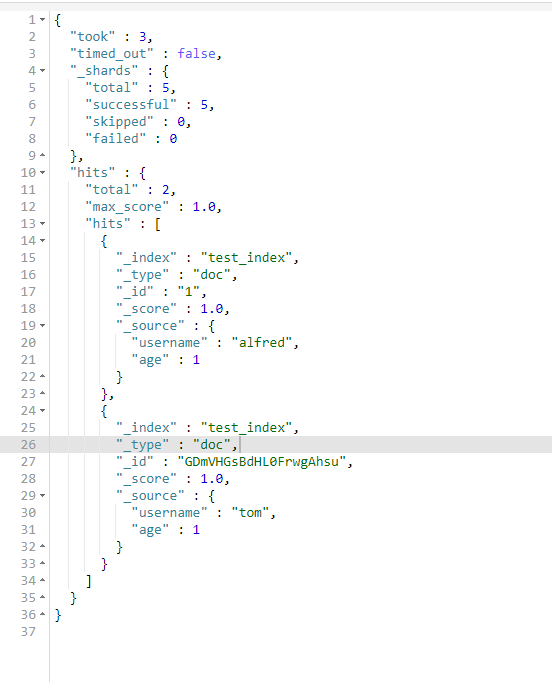 1 {
2   "took" : 3,
3   "timed_out" : false,
4   "_shards" : {
5     "total" : 5,
6     "successful" : 5,
7     "skipped" : 0,
8     "failed" : 0
9   },
10   "hits" : {
11     "total" : 2,
12     "max_score" : 1.0,
13     "hits" : [
14       {
15         "_index" : "test_index",
16         "_type" : "doc",
17         "_id" : "1",
18         "_score" : 1.0,
19         "_source" : {
20           "username" : "alfred",
21           "age" : 1
22         }
23       },
24       {
25         "_index" : "test_index",
26         "_type" : "doc",
27         "_id" : "GDmVHGsBdHL0FrwgAhsu",
28         "_score" : 1.0,
29         "_source" : {
30           "username" : "tom",
31           "age" : 1
32         }
33       }
34     ]
35   }
36 }
37